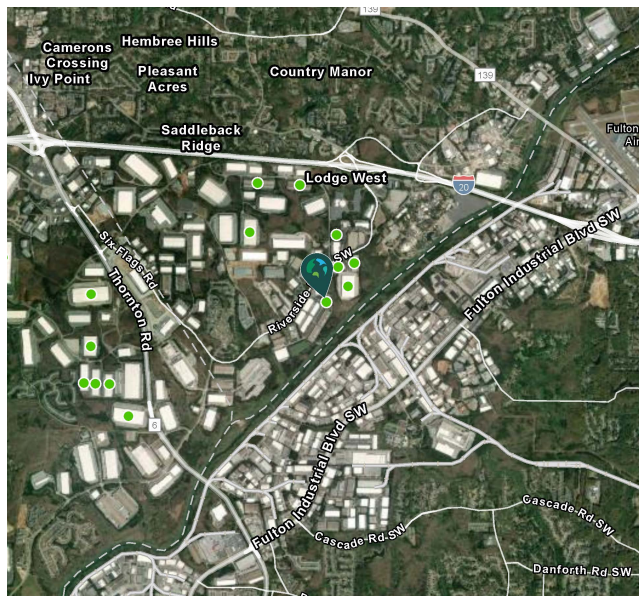 139
Hembree Hills
Camerons
Crossing
Ivy Point
Pleasant
Acres
Country Manor
139
Saddleback
Ridge
Fulton
Air
Lodge West
20
Fulton Industrial Blvd SW
Six Flags Rd
Riverside
SW
Thornton Rd
6
Fulton Industrial Blvd SW
Cascade Rd SW
Cascade Rd SW
Danforth Rd SW